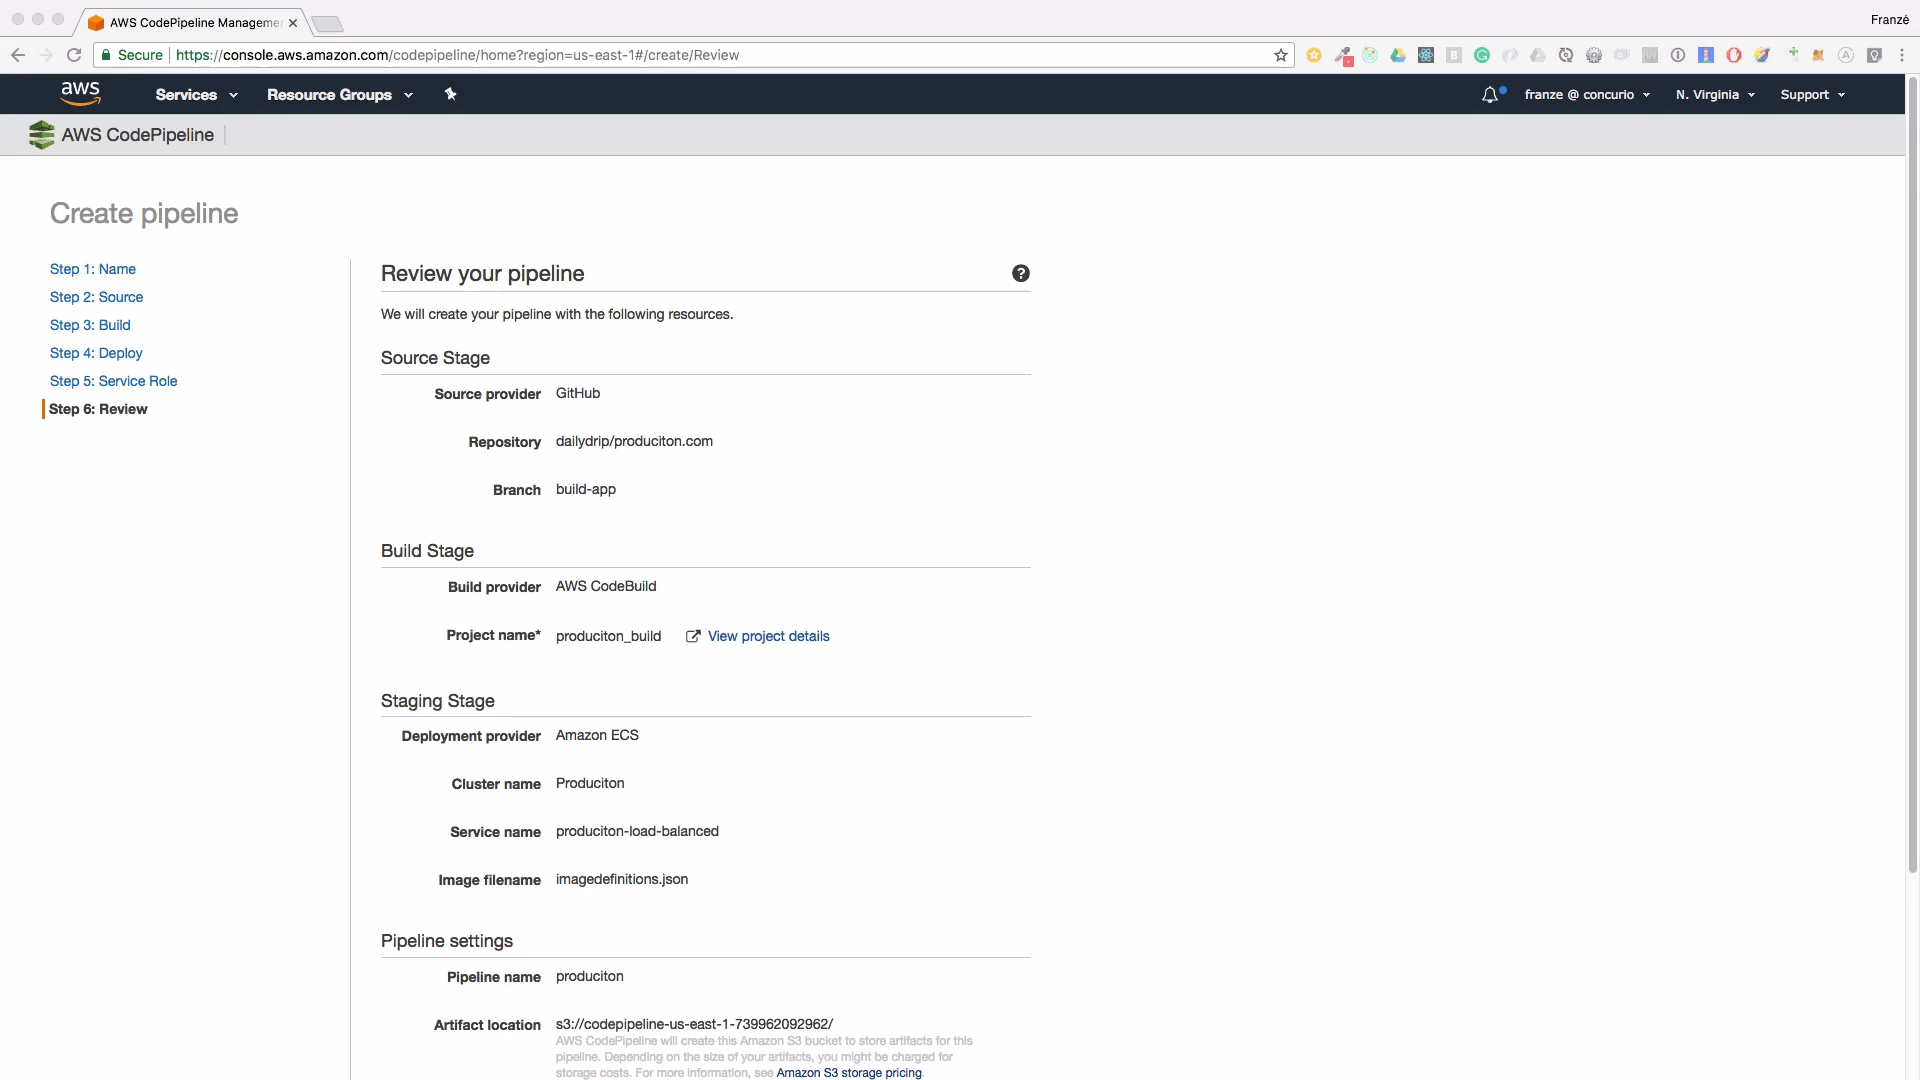 AWS CodePipeline Manageme
Franzé
Secure https://console.aws.amazon.com/codepipeline/home?region=us-east-1#/create/Review
aws Services Resource Groups franze @ concurio N. Virginia Support
AWS CodePipeline
Create pipeline
Step 1: Name
Step 2: Source
Step 3: Build
Step 4: Deploy
Step 5: Service Role
Step 6: Review
Review your pipeline
We will create your pipeline with the following resources.
Source Stage
Source provider GitHub
Repository dailydrip/produciton.com
Branch build-app
Build Stage
Build provider AWS CodeBuild
Project name* produciton_build View project details
Staging Stage
Deployment provider Amazon ECS
Cluster name Produciton
Service name produciton-load-balanced
Image filename imagedefinitions.json
Pipeline settings
Pipeline name produciton
Artifact location s3://codepipeline-us-east-1-739962092962/
AWS CodePipeline will create this Amazon S3 bucket to store artifacts for this
pipeline. Depending on the size of your artifacts, you might be charged for
storage costs. For more information, see Amazon S3 storage pricing.